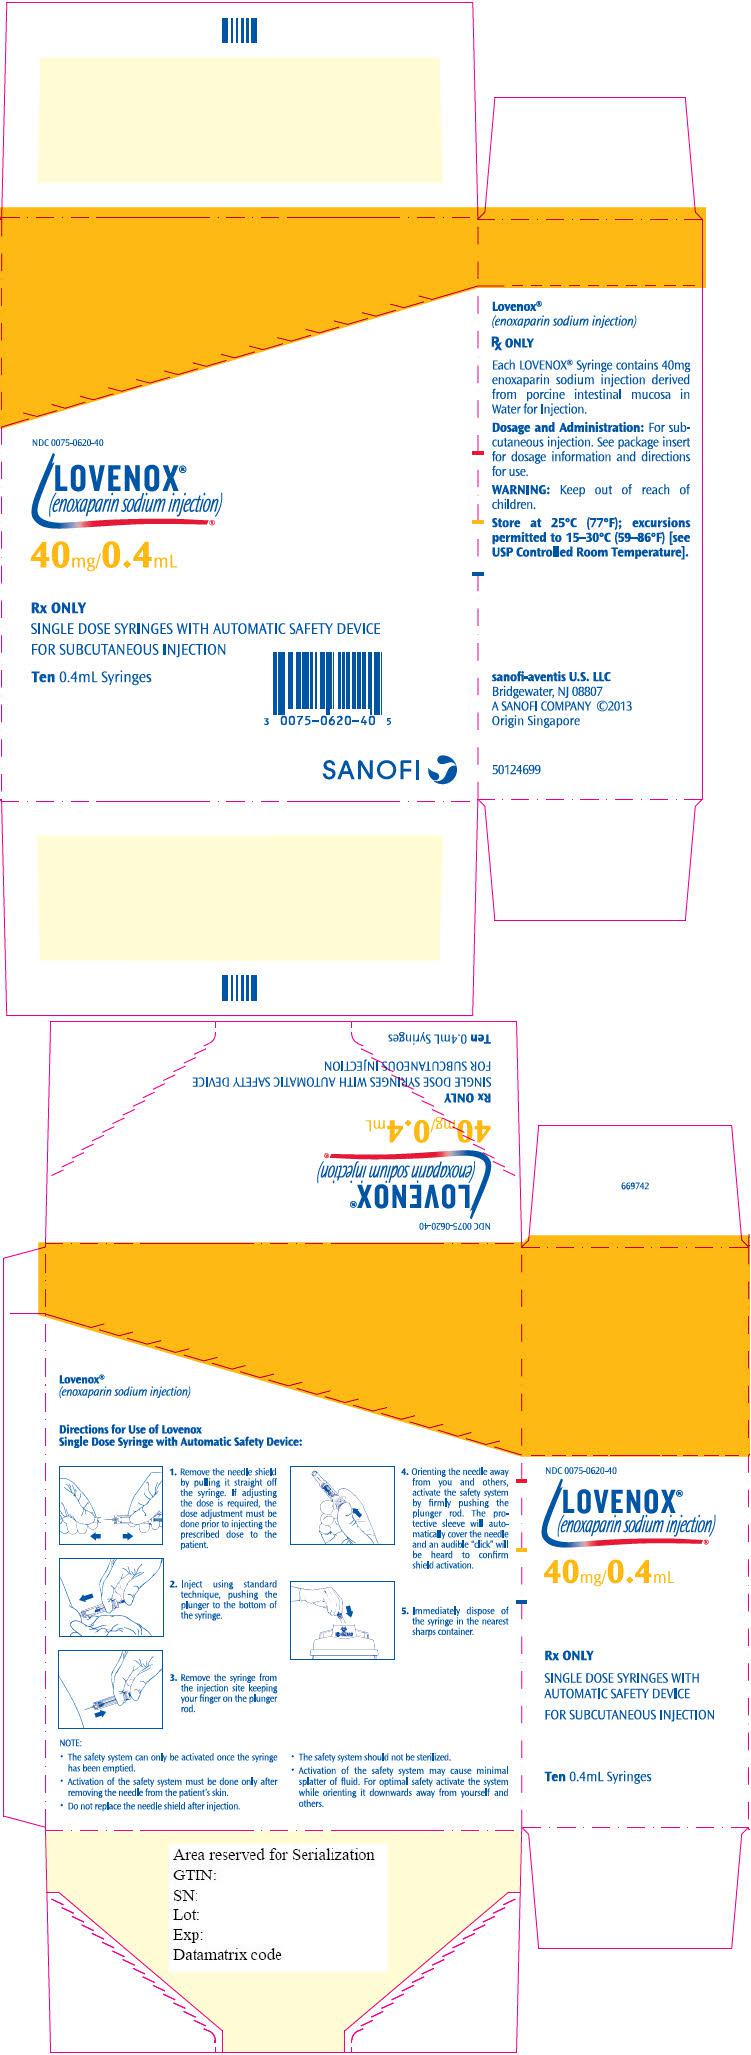 NDC 0075-0620-40
LOVENOX®
(enoxaparin sodium injection)
®
40mg/0.4mL
Rx ONLY
SINGLE DOSE SYRINGES WITH AUTOMATIC SAFETY DEVICE
FOR SUBCUTANEOUS INJECTION
Ten 0.4mL Syringes
3 0075-0620-40 5
SANOFI
Lovenox®
(enoxaparin sodium injection)
℞ ONLY
Each LOVENOX® Syringe contains 40mg
enoxaparin sodium injection derived
from porcine intestinal mucosa in
Water for Injection.
Dosage and Administration: For sub-
cutaneous injection. See package insert
for dosage information and directions
for use.
WARNING: Keep out of reach of
children.
Store at 25°C (77°F); excursions
permitted to 15–30°C (59–86°F) [see
USP Controlled Room Temperature].
sanofi-aventis U.S. LLC
Bridgewater, NJ 08807
A SANOFI COMPANY ©2013
Origin Singapore
50124699
NDC 0075-0620-40
LOVENOX®
(enoxaparin sodium injection)
®
40mg/0.4mL
Rx ONLY
SINGLE DOSE SYRINGES WITH AUTOMATIC SAFETY DEVICE
FOR SUBCUTANEOUS INJECTION
Ten 0.4mL Syringes
669742
Lovenox®
(enoxaparin sodium injection)
Directions for Use of Lovenox
Single Dose Syringe with Automatic Safety Device:
1. Remove the needle shield
by pulling it straight off
the syringe. If adjusting
the dose is required, the
dose adjustment must be
done prior to injecting the
prescribed dose to the
patient.
2. Inject using standard
technique, pushing the
plunger to the bottom of
the syringe.
3. Remove the syringe from
the injection site keeping
your finger on the plunger
rod.
4. Orienting the needle away
from you and others,
activate the safety system
by firmly pushing the
plunger rod. The pro-
tective sleeve will auto-
matically cover the needle
and an audible "click" will
be heard to confirm
shield activation.
5. Immediately dispose of
the syringe in the nearest
sharps container.
NOTE:
• The safety system can only be activated once the syringe
has been emptied.
• Activation of the safety system must be done only after
removing the needle from the patient's skin.
• Do not replace the needle shield after injection.
• The safety system should not be sterilized.
• Activation of the safety system may cause minimal
splatter of fluid. For optimal safety activate the system
while orienting it downwards away from yourself and
others.
NDC 0075-0620-40
LOVENOX®
(enoxaparin sodium injection)
®
40mg/0.4mL
Rx ONLY
SINGLE DOSE SYRINGES WITH
AUTOMATIC SAFETY DEVICE
FOR SUBCUTANEOUS INJECTION
Ten 0.4mL Syringes
Area reserved for Serialization
GTIN:
SN:
Lot:
Exp:
Datamatrix code